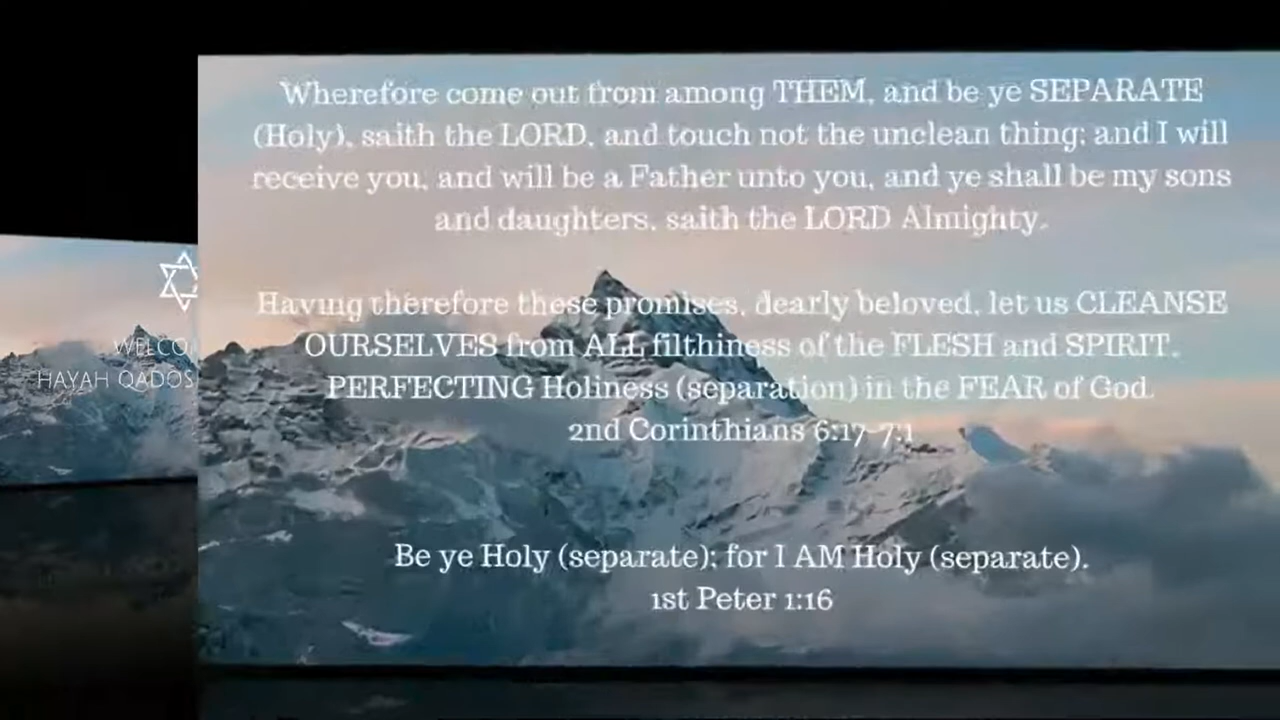 Wherefore come out from among THEM, and be ye SEPARATE
(Holy), saith the LORD, and touch not the unclean thing; and I will
receive you, and will be a Father unto you, and ye shall be my sons
and daughters, saith the LORD Almighty.
Having therefore these promises, dearly beloved, let us CLEANSE
OURSELVES from ALL filthiness of the FLESH and SPIRIT,
PERFECTING Holiness (separation) in the FEAR of God.
2nd Corinthians 6:17-7:1
Be ye Holy (separate); for I AM Holy (separate).
1st Peter 1:16
WELCO
HAYAH QADOS